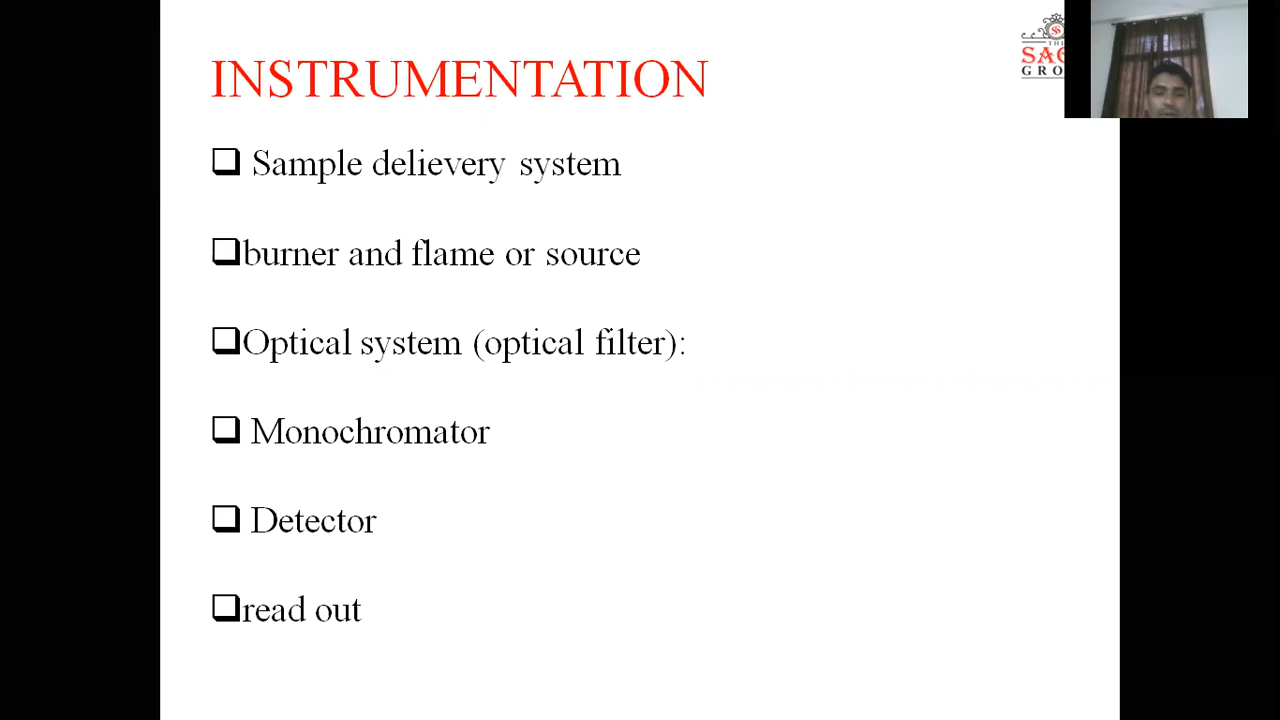 INSTRUMENTATION
❑ Sample delievery system
❑burner and flame or source
❑Optical system (optical filter):
❑ Monochromator
❑ Detector
❑read out